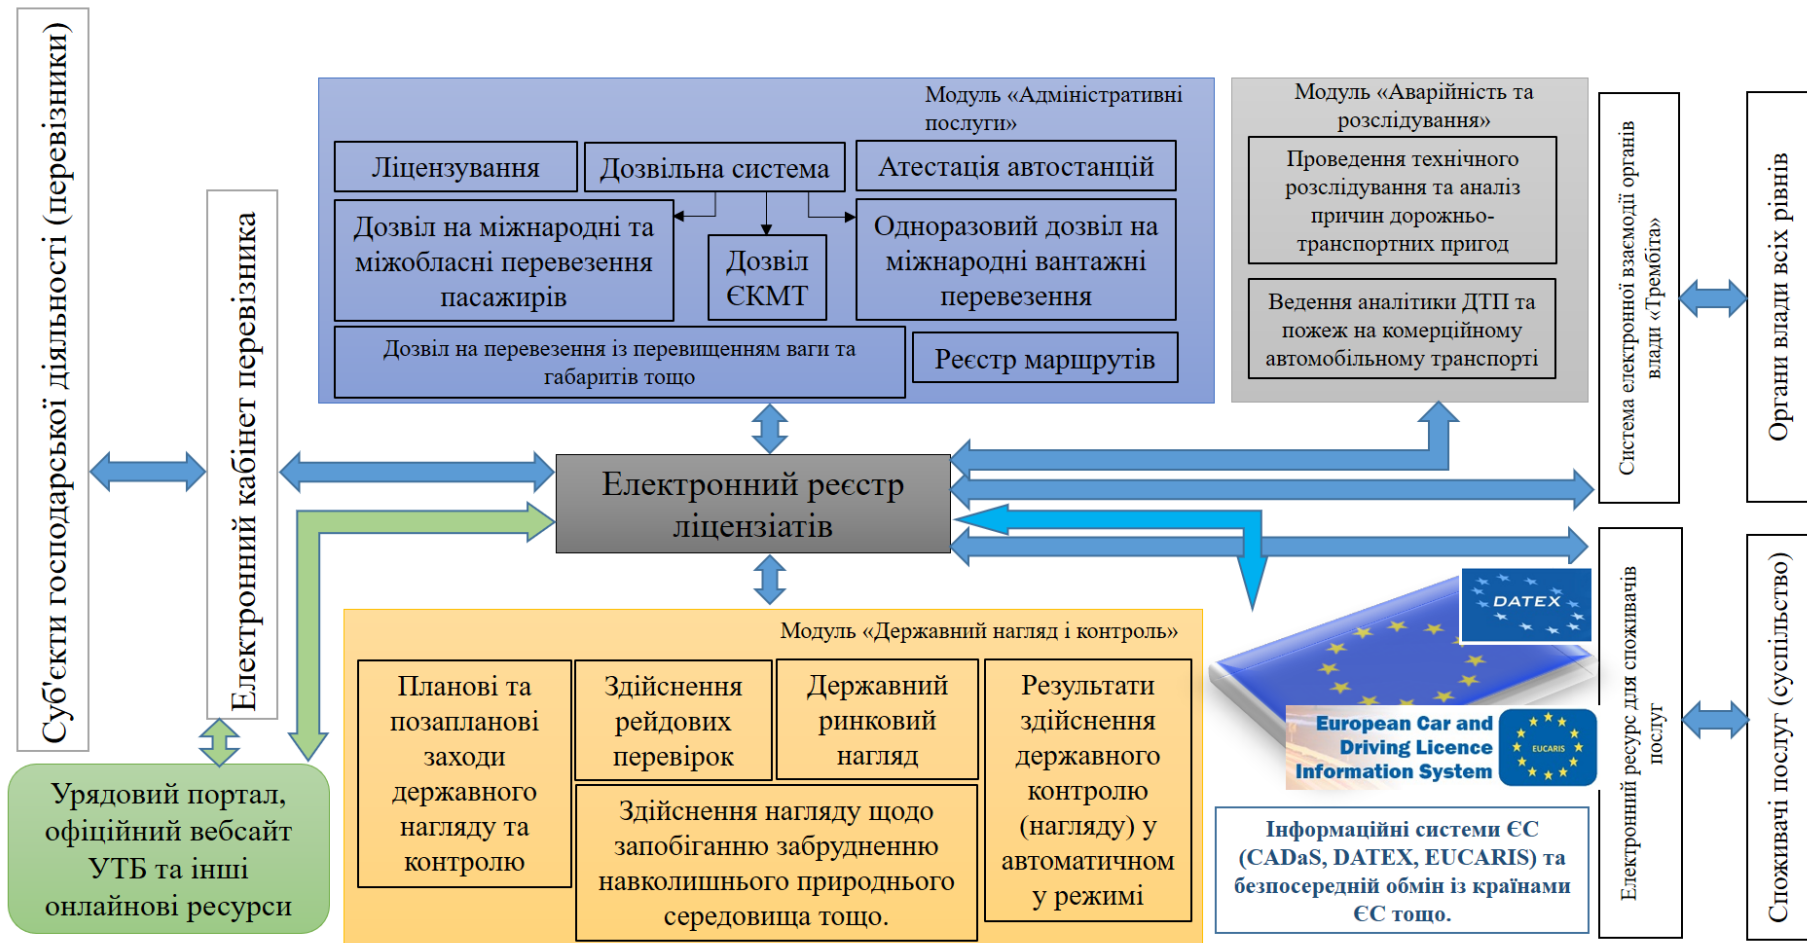 Суб'єкти господарської діяльності (перевізники)
Електронний кабінет перевізника
Модуль «Адміністративні
послуги»
Ліцензування
Дозвільна система
Атестація автостанцій
Дозвіл на міжнародні та
міжобласні перевезення
пасажирів
Дозвіл
ЄКМТ
Одноразовий дозвіл на
міжнародні вантажні
перевезення
Дозвіл на перевезення із перевищенням ваги та
габаритів тощо
Реєстр маршрутів
Модуль «Аварійність та
розслідування»
Проведення технічного
розслідування та аналіз
причин дорожньо-
транспортних пригод
Ведення аналітики ДТП та
пожеж на комерційному
автомобільному транспорті
Система електронної взаємодії органів
влади «Трембіта»
Органи влади всіх рівнів
Електронний реєстр
ліцензіатів
Урядовий портал,
офіційний вебсайт
УТБ та інші
онлайнові ресурси
Модуль «Державний нагляд і контроль»
Планові та
позапланові
заходи
державного
нагляду та
контролю
Здійснення
рейдових
перевірок
Державний
ринковий
нагляд
Здійснення нагляду щодо
запобіганню забрудненню
навколишнього природнього
середовища тощо.
Результати
здійснення
державного
контролю
(нагляду) у
автоматичном
у режимі
DATEX
European Car and
Driving Licence
Information System
EUCARIS
Інформаційні системи ЄС
(CADaS, DATEX, EUCARIS) та
безпосередній обмін із країнами
ЄС тощо.
Електронний ресурс для споживачів
послуг
Споживачі послуг (суспільство)